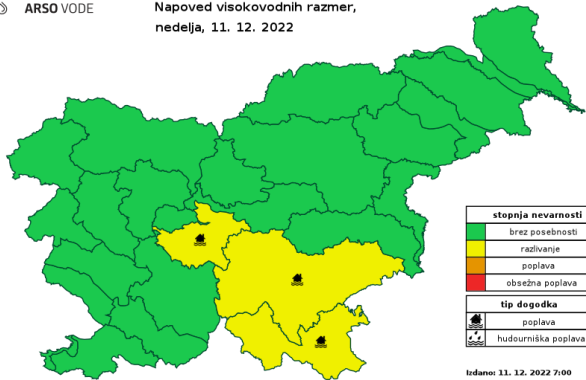 ARSO VODE
Napoved visokovodnih razmer,
nedelja, 11. 12. 2022
stopnja nevarnosti
brez posebnosti
razlivanje
poplava
obsežna poplava
tip dogodka
poplava
hudourniška poplava
Izdano: 11. 12. 2022 7:00